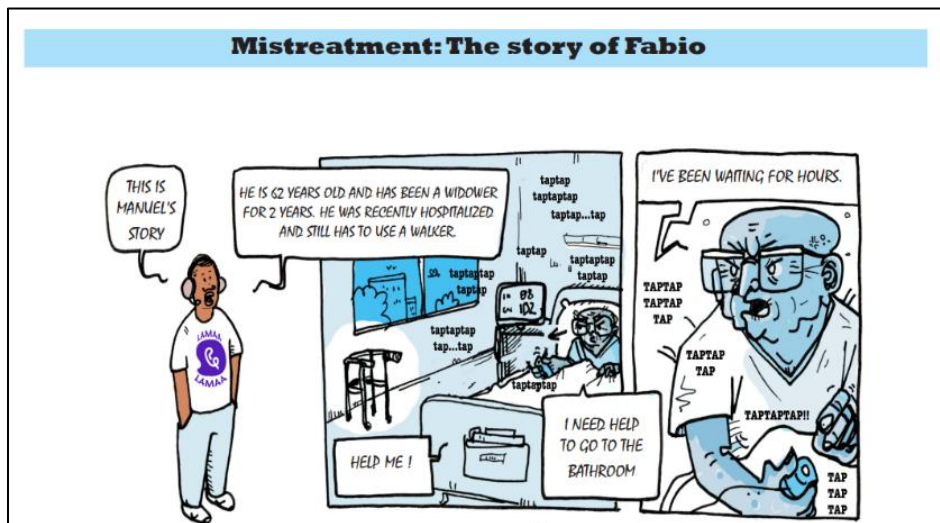 Mistreatment: The story of Fabio
THIS IS
MANUEL'S
STORY
HE IS 62 YEARS OLD AND HAS BEEN A WIDOWER
FOR 2 YEARS. HE WAS RECENTLY HOSPITALIZED
AND STILL HAS TO USE A WALKER.
LAMAA
LAMAA
taptap
taptaptap
taptap...tap
taptap
taptaptap
taptap
taptaptap
taptap
taptaptap
tap...tap
taptaptap
HELP ME !
I NEED HELP
TO GO TO THE
BATHROOM
I'VE BEEN WAITING FOR HOURS.
TAPTAP
TAPTAP
TAP
TAPTAP
TAP
TAPTAPTAP!!
TAP
TAP
TAP